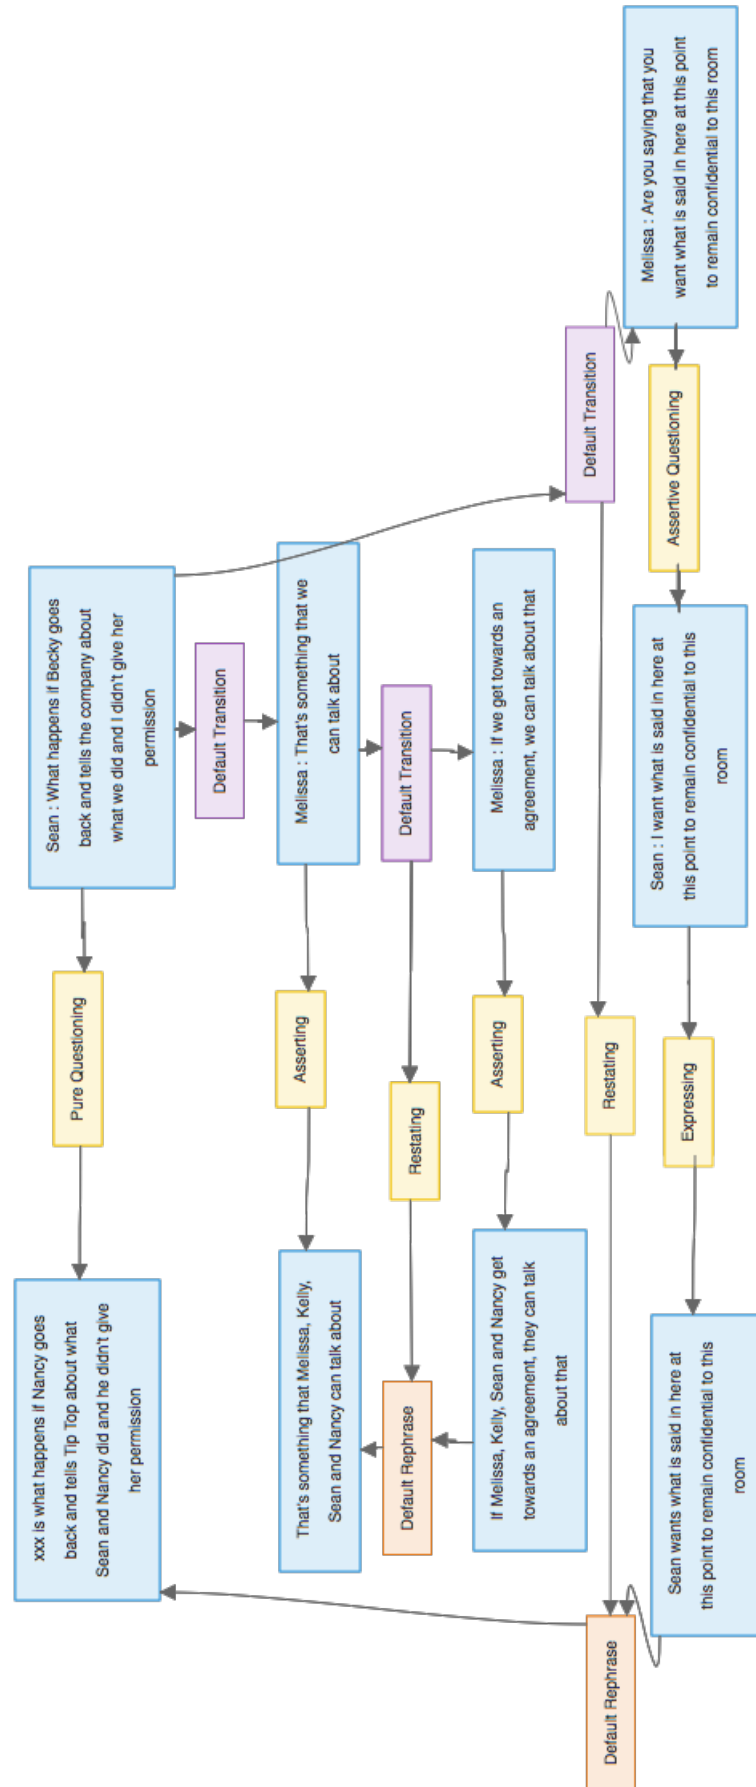 xxx is what happens if Nancy goes
back and tells Tip Top about what
Sean and Nancy did and he didn't give
her permission
Pure Questioning
Sean : What happens if Becky goes
back and tells the company about
what we did and I didn't give her
permission
Default Transition
That's something that Melissa, Kelly,
Sean and Nancy can talk about
Asserting
Melissa : That's something that we
can talk about
Default Rephrase
Restating
Default Transition
If Melissa, Kelly, Sean and Nancy get
towards an agreement, they can talk
about that
Asserting
Melissa : If we get towards an
agreement, we can talk about that
Default Rephrase
Restating
Default Transition
Sean wants what is said in here at
this point to remain confidential to this
room
Expressing
Sean : I want what is said in here at
this point to remain confidential to this
room
Assertive Questioning
Melissa : Are you saying that you
want what is said in here at this point
to remain confidential to this room